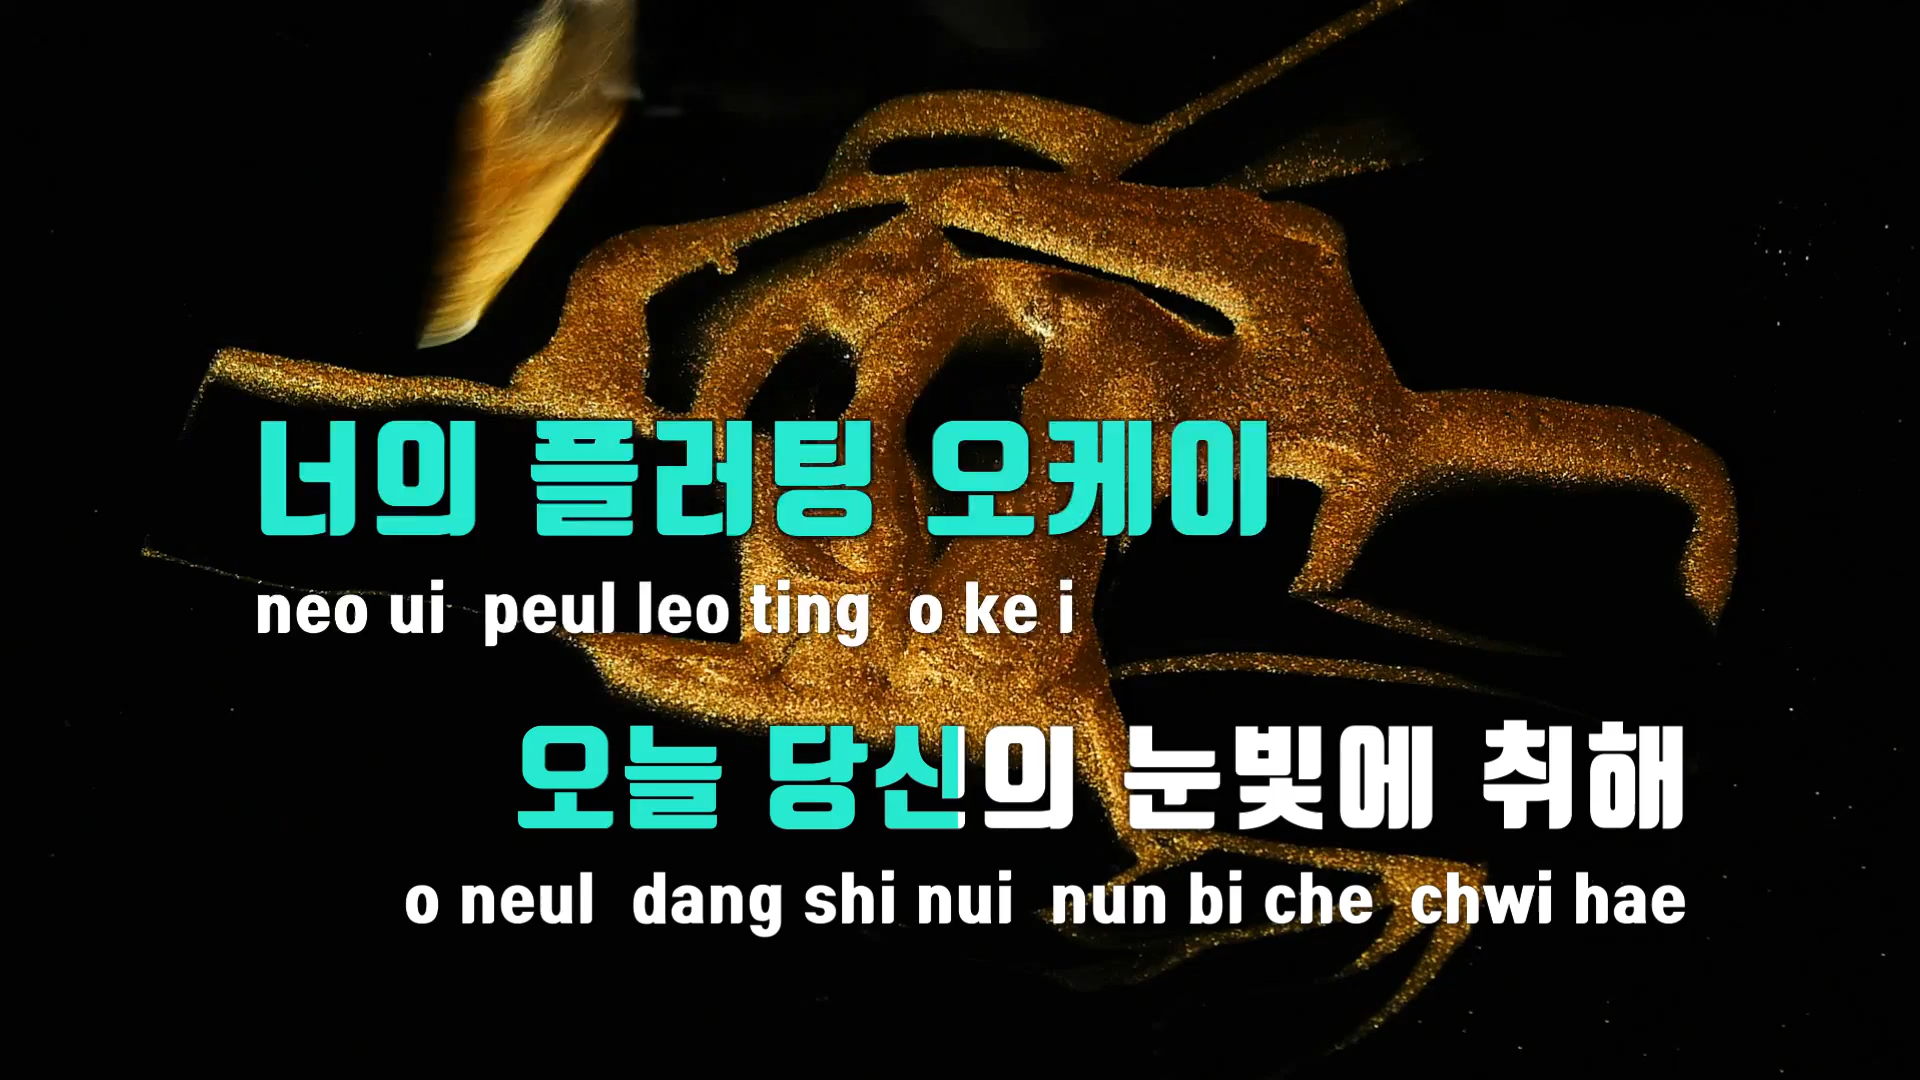 너의 플러팅 오케이
neo ui peul leo ting o ke i
오늘 당신의 눈빛에 취해
o neul dang shi nui nun bi che chwi hae